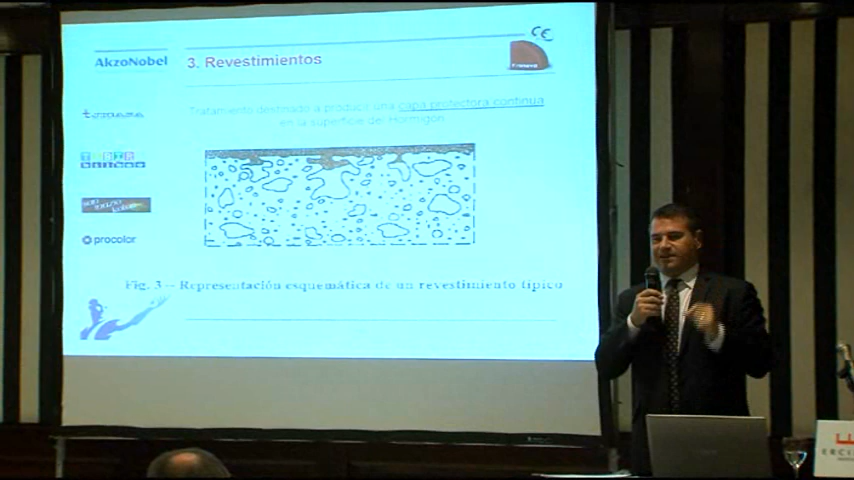 CE
AkzoNobel
3. Revestimientos
Tratamiento destinado a producir una capa protectora continua
en la superficie del Hormigón.
procolor
Fig. 3 – Representación esquemática de un revestimiento típico